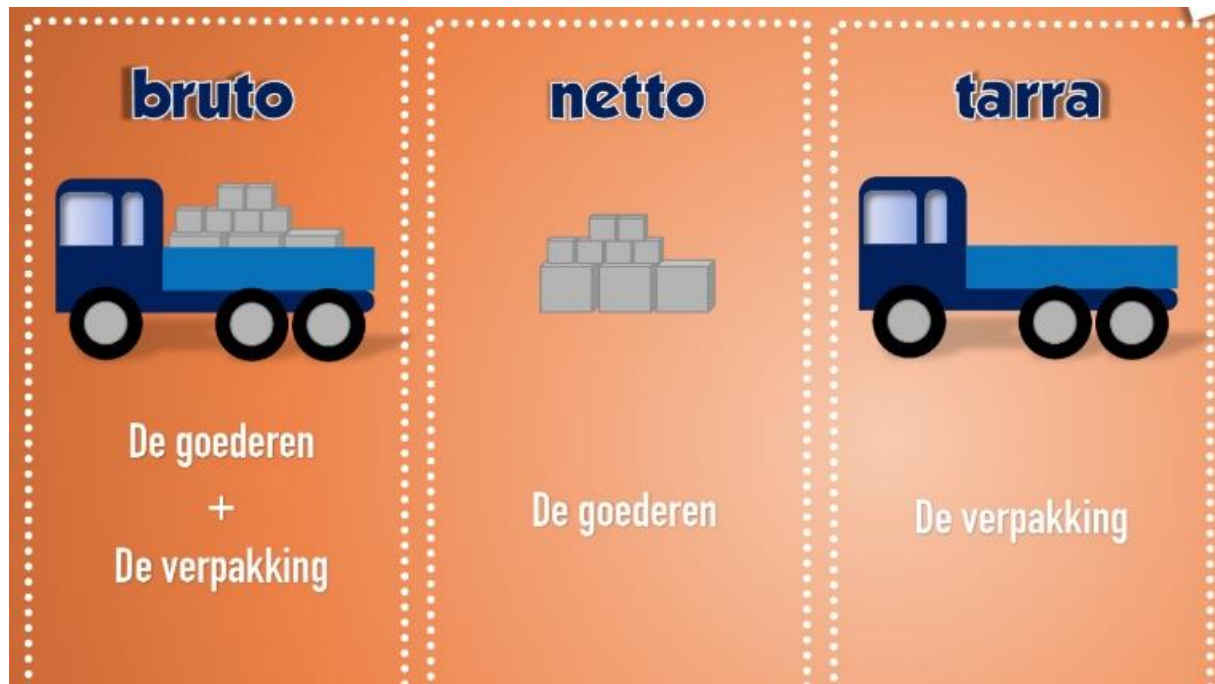 bruto
De goederen
+
De verpakking
netto
De goederen
tarra
De verpakking